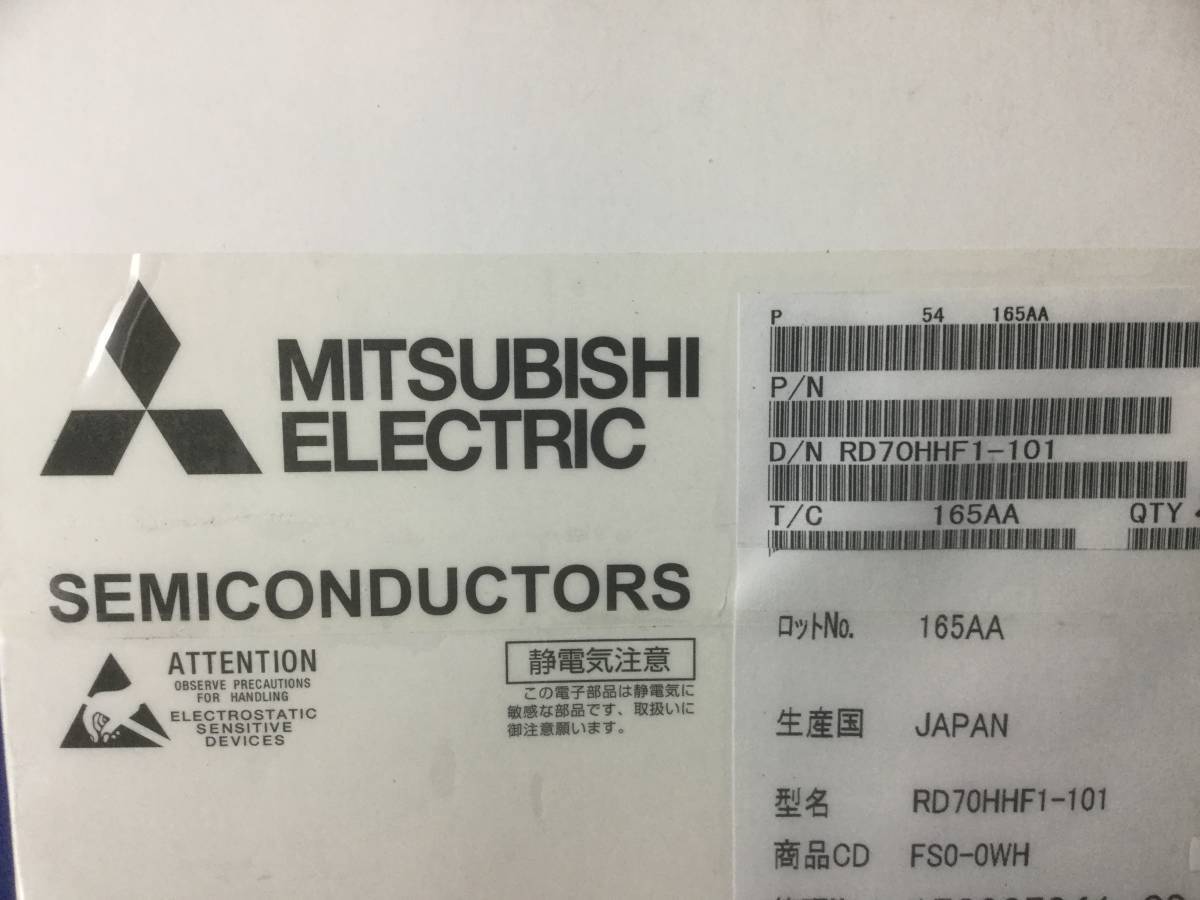 MITSUBISHI
ELECTRIC
SEMICONDUCTORS
ATTENTION
OBSERVE PRECAUTIONS
FOR HANDLING
ELECTROSTATIC
SENSITIVE
DEVICES
静電気注意
この電子部品は静電気に
敏感な部品です、取扱いに
御注意願います。
P 54 165AA
P/N
D/N RD70HHF1-101
T/C 165AA QTY
ロットNo. 165AA
生産国 JAPAN
型名 RD70HHF1-101
商品CD FS0-0WH